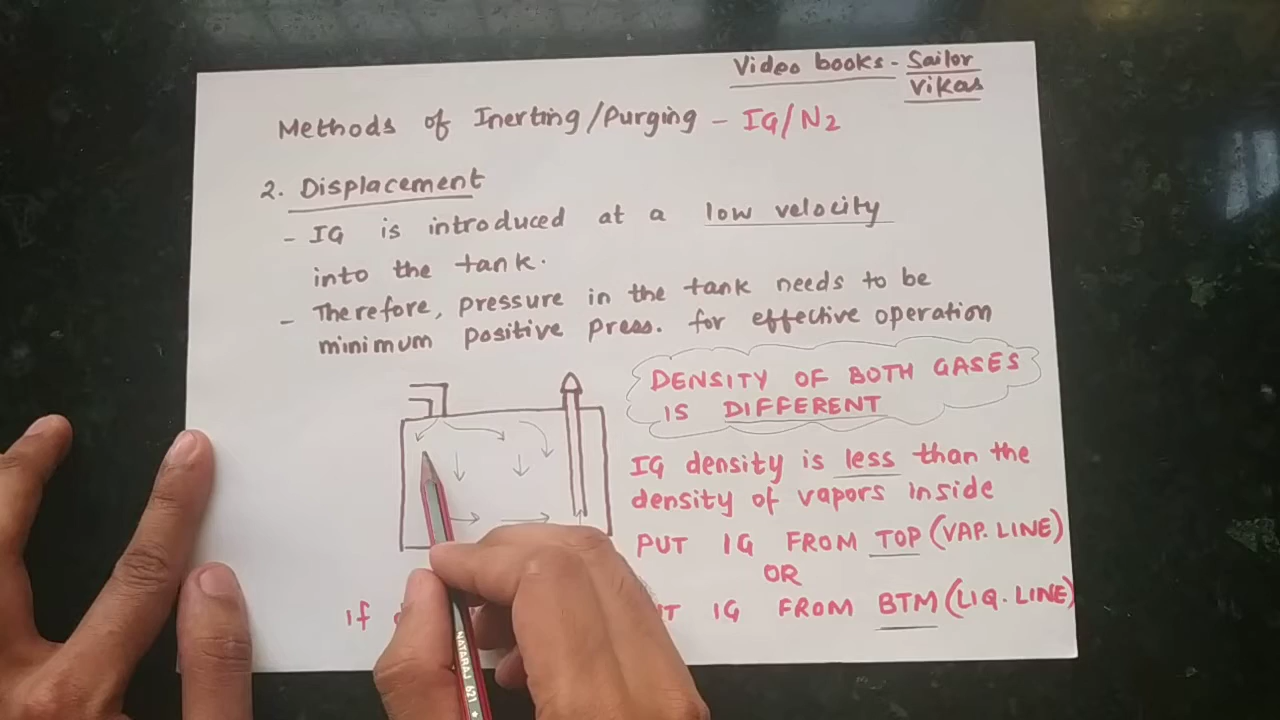 Video books - Sailor
Vikas
Methods of Inerting/Purging - IG/N2
2. Displacement
- IG is introduced at a low velocity
into the tank.
- Therefore, pressure in the tank needs to be
minimum positive press. for effective operation
DENSITY OF BOTH GASES
IS DIFFERENT
IG density is less than the
density of vapors inside
PUT IG FROM TOP (VAP. LINE)
OR
If
IG FROM BTM (LIQ. LINE)
NATARAJ 621